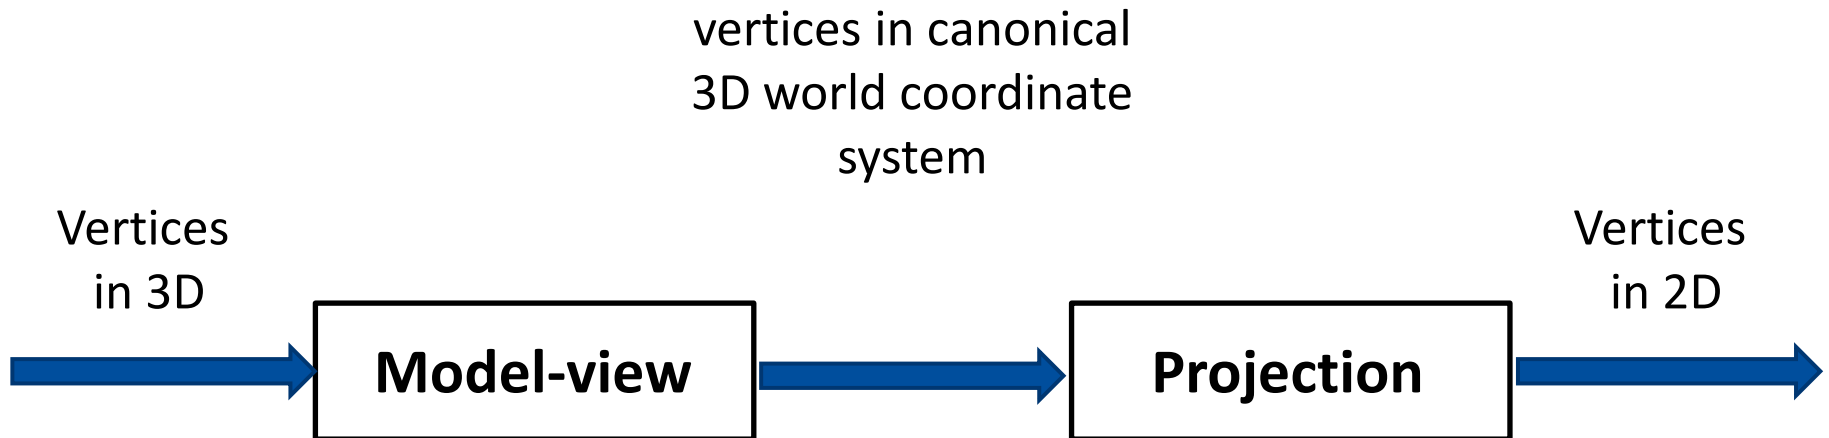 vertices in canonical
3D world coordinate
system
Vertices
in 3D
Model-view
Projection
Vertices
in 2D